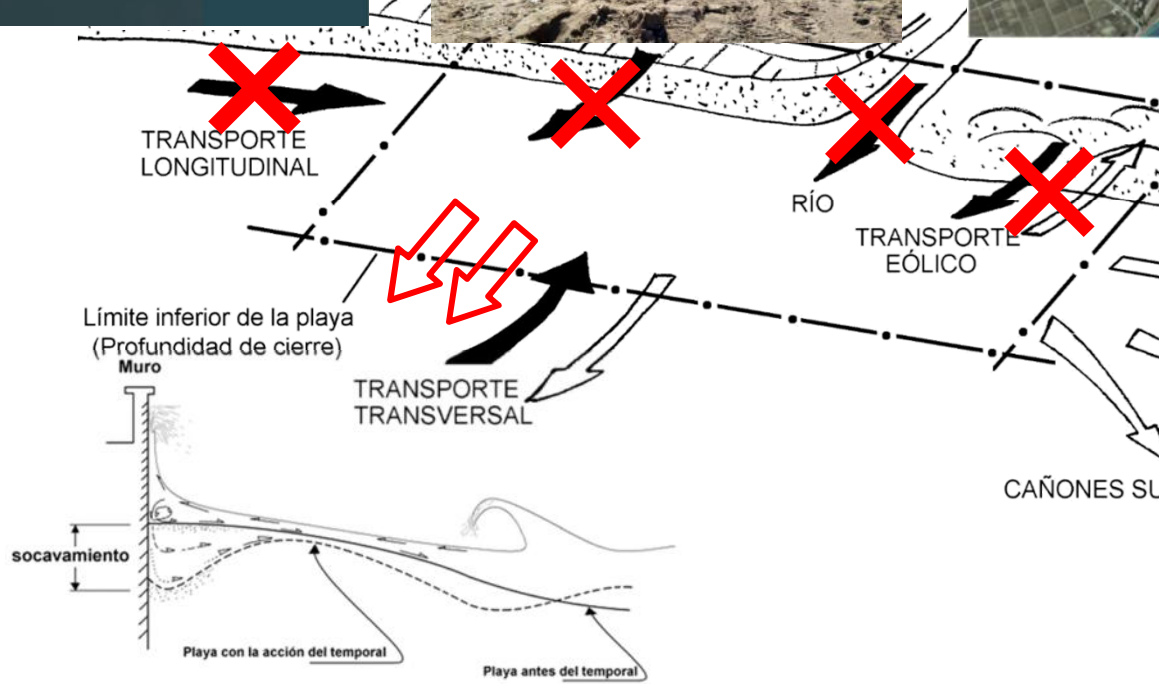 TRANSPORTE
LONGITUDINAL
RÍO
TRANSPORTE
EÓLICO
Límite inferior de la playa
(Profundidad de cierre)
Muro
TRANSPORTE
TRANSVERSAL
CAÑONES SU
socavamiento
Playa con la acción del temporal
Playa antes del temporal